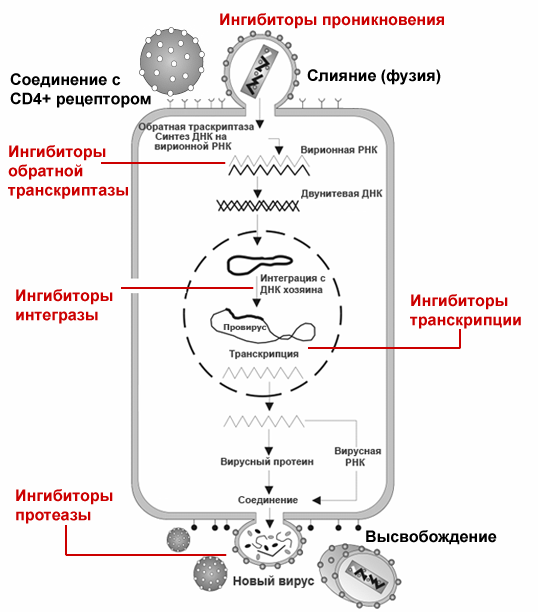 Ингибиторы проникновения
Соединение с
CD4+ рецептором
Слияние (фузия)
Обратная траскриптаза
Синтез ДНК на
вирионной РНК
Вирионная РНК
Ингибиторы
обратной
транскриптазы
Двунитевая ДНК
Интеграция с
ДНК хозяина
Ингибиторы
интегразы
Ингибиторы
транскрипции
Провирус
Транскрипция
Вирусный протеин
Вирусная
РНК
Соединение
Ингибиторы
протеазы
Высвобождение
Новый вирус